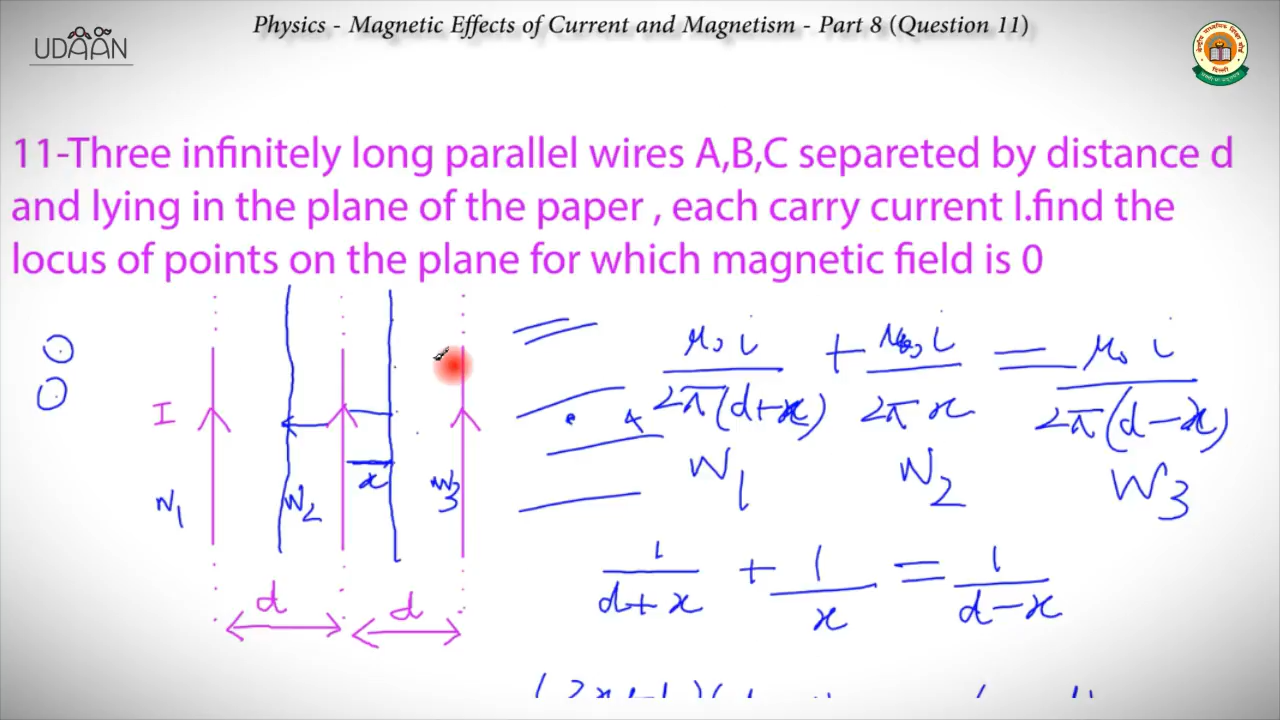 Physics - Magnetic Effects of Current and Magnetism - Part 8 (Question 11)
UDAAN
11-Three infinitely long parallel wires A,B,C separeted by distance d
and lying in the plane of the paper , each carry current I.find the
locus of points on the plane for which magnetic field is 0
I
W1 W2 x W3
d d
μ0 i / 2π(d+x) + μ0 i / 2πx = μ0 i / 2π(d-x)
W1 W2 W3
1 / d+x + 1 / x = 1 / d-x